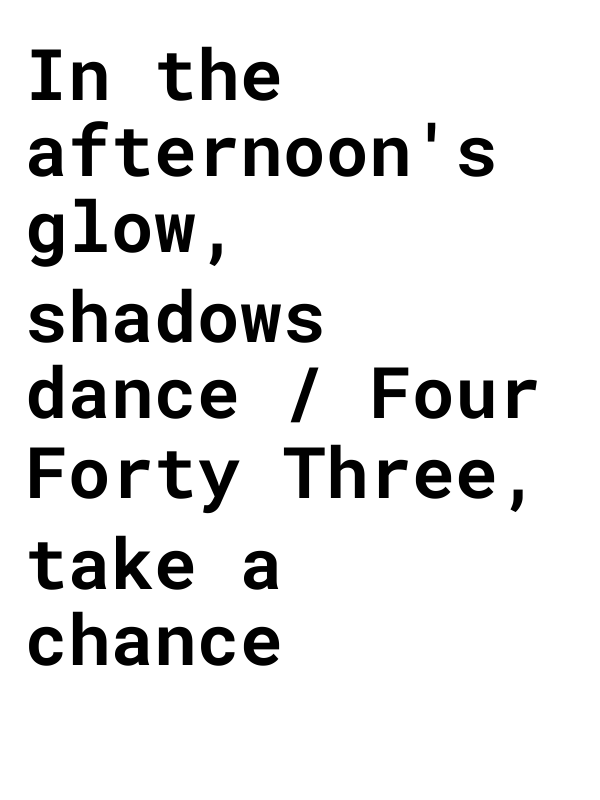 In the
afternoon's
glow,
shadows
dance / Four
Forty Three,
take a
chance